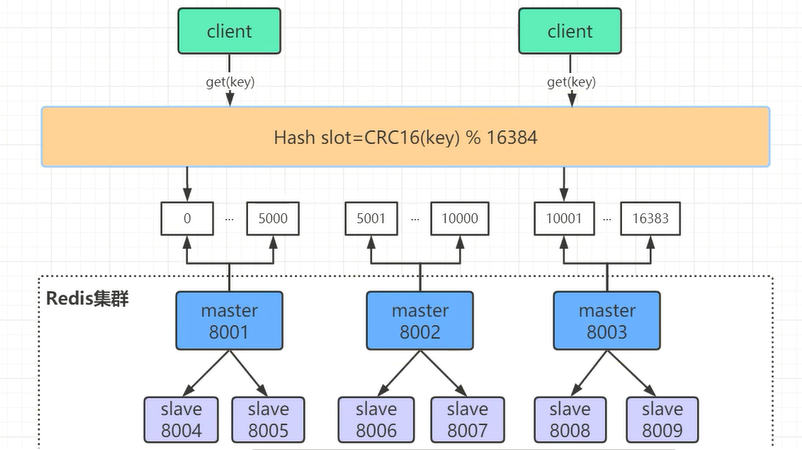 client client
get(key) get(key)
Hash slot=CRC16(key) % 16384
0 ... 5000 5001 ... 10000 10001 ... 16383
Redis集群
master master master
8001 8002 8003
slave slave slave slave slave slave
8004 8005 8006 8007 8008 8009